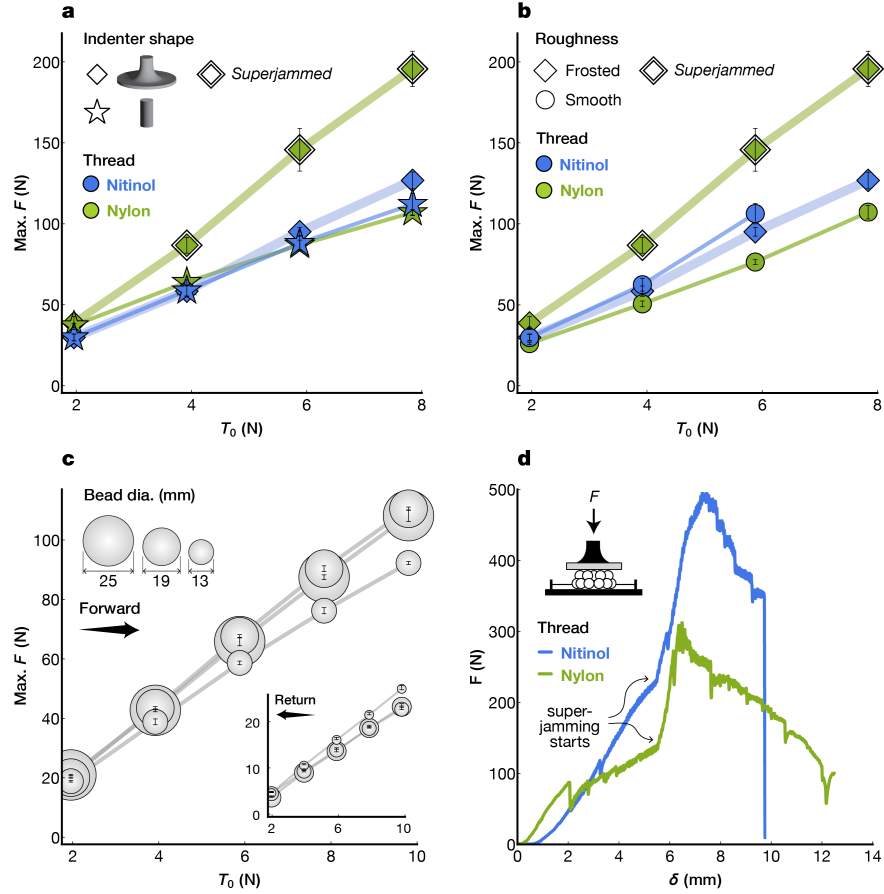 a
Indenter shape
Superjammed
Thread
Nitinol
Nylon
200
150
100
50
0
Max. F (N)
2
4
6
8
T0 (N)
b
Roughness
Frosted
Superjammed
Smooth
Thread
Nitinol
Nylon
200
150
100
50
0
Max. F (N)
2
4
6
8
T0 (N)
c
Bead dia. (mm)
25
19
13
Forward
100
80
60
40
20
0
Max. F (N)
2
4
6
8
10
T0 (N)
Return
20
10
0
2
6
10
d
F
Thread
Nitinol
Nylon
super-
jamming
starts
500
400
300
200
100
0
F (N)
0
2
4
6
8
10
12
14
δ (mm)